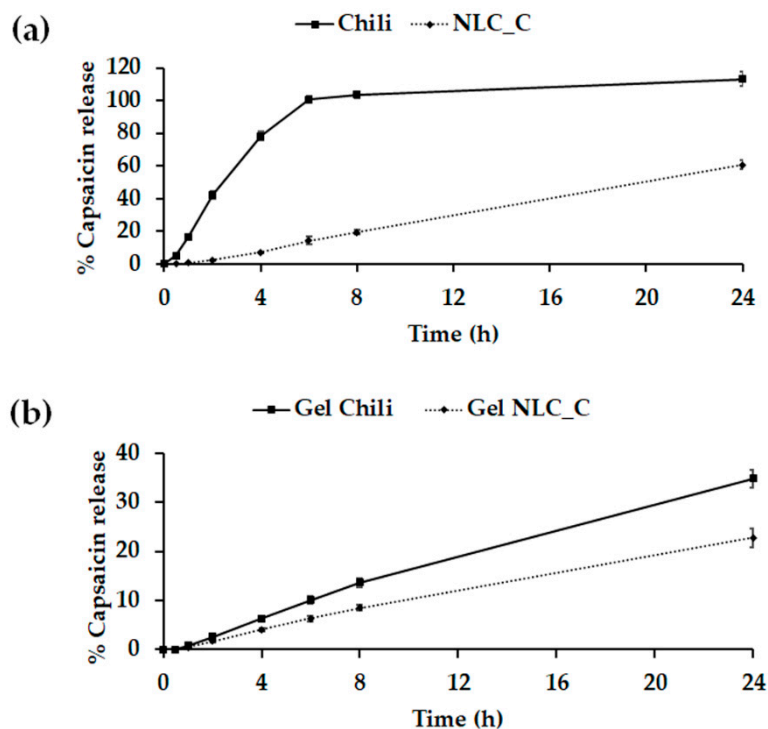 (a)
Chili NLC_C
% Capsaicin release
120
100
80
60
40
20
0
0 4 8 12 16 20 24
Time (h)
(b)
Gel Chili Gel NLC_C
% Capsaicin release
40
30
20
10
0
0 4 8 12 16 20 24
Time (h)